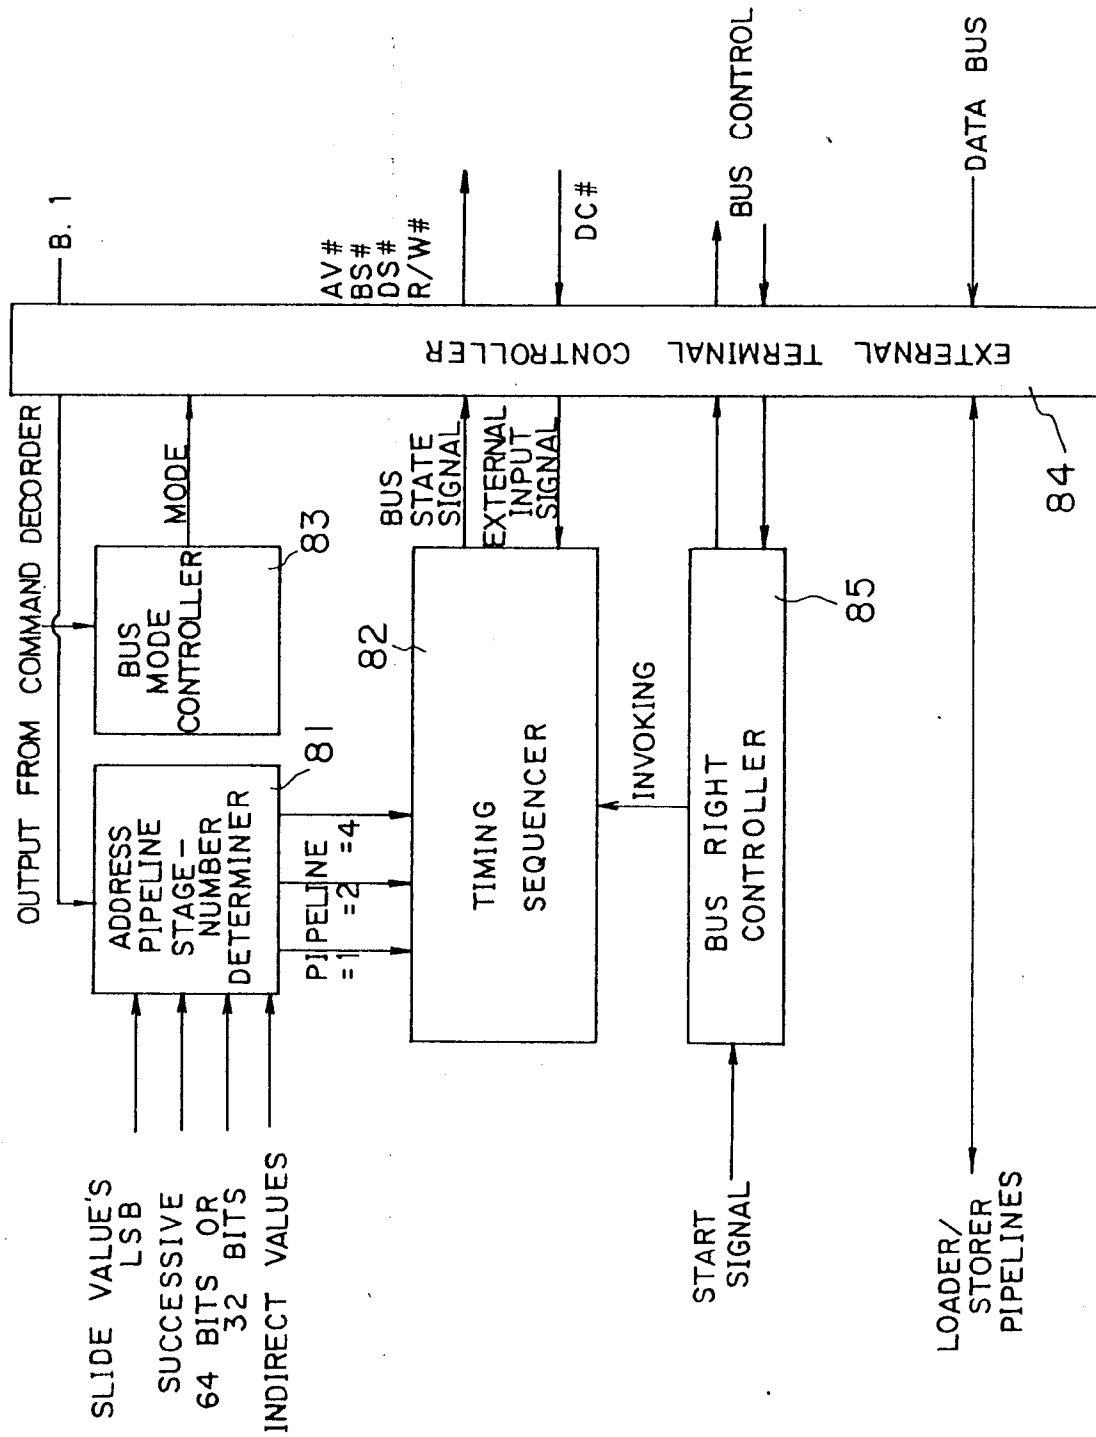 OUTPUT FROM COMMAND DECORDER
B. 1
SLIDE VALUE'S
LSB
SUCCESSIVE
64 BITS OR
32 BITS
INDIRECT VALUES
ADDRESS
PIPELINE
STAGE-
NUMBER
DETERMINER
81
BUS
MODE
CONTROLLER
83
MODE
PIPELINE
=1 =2 =4
TIMING
SEQUENCER
82
BUS
STATE
SIGNAL
EXTERNAL
INPUT
SIGNAL
AV#
BS#
DS#
R/W#
DC#
INVOKING
START
SIGNAL
BUS RIGHT
CONTROLLER
85
BUS CONTROL
EXTERNAL TERMINAL CONTROLLER
84
LOADER/
STORER
PIPELINES
DATA BUS